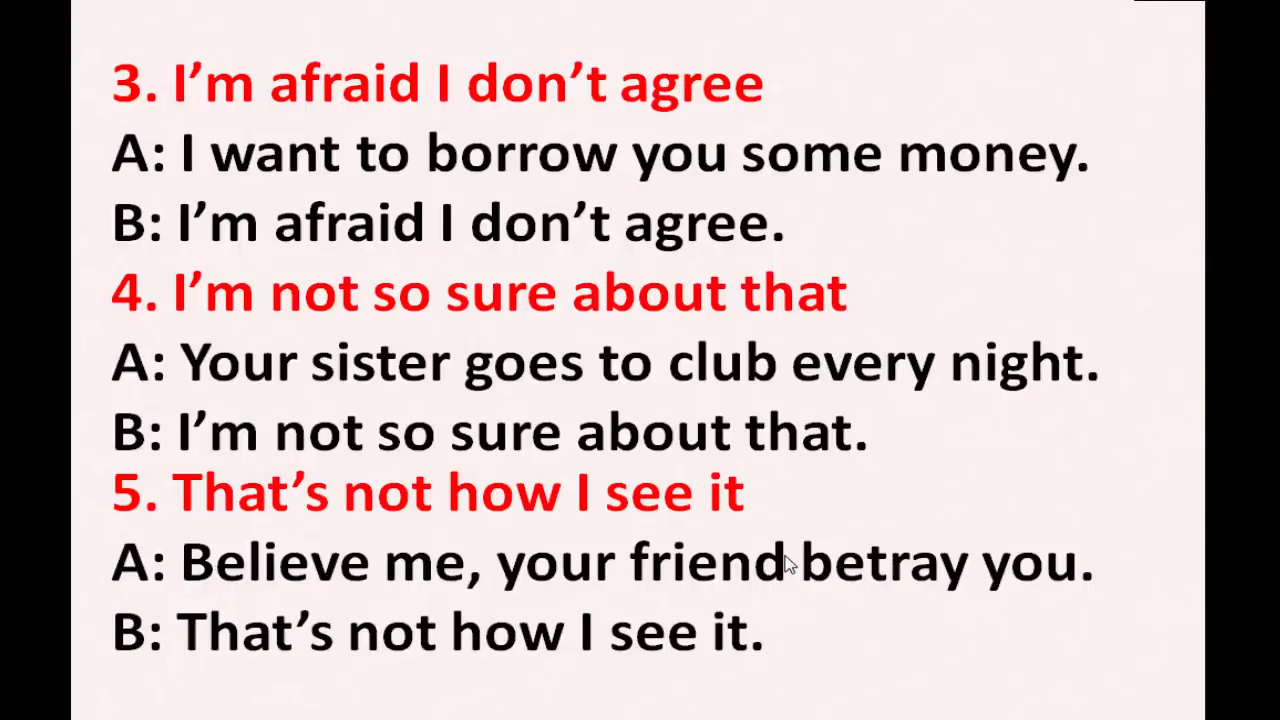 3. I’m afraid I don’t agree
A: I want to borrow you some money.
B: I’m afraid I don’t agree.
4. I’m not so sure about that
A: Your sister goes to club every night.
B: I’m not so sure about that.
5. That’s not how I see it
A: Believe me, your friend betray you.
B: That’s not how I see it.